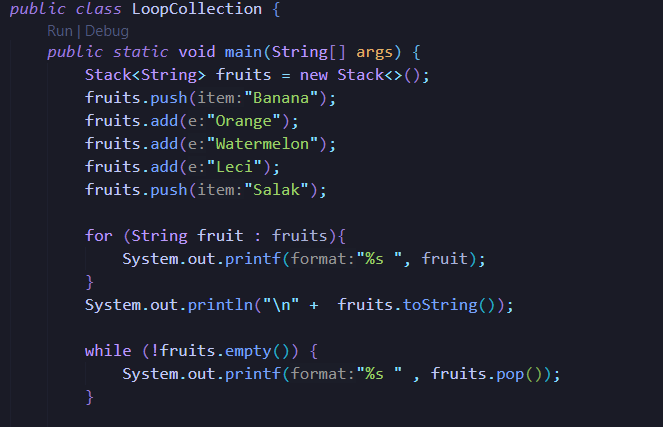 public class LoopCollection {
Run | Debug
public static void main(String[] args) {
Stack<String> fruits = new Stack<>();
fruits.push(item:"Banana");
fruits.add(e:"Orange");
fruits.add(e:"Watermelon");
fruits.add(e:"Leci");
fruits.push(item:"Salak");
for (String fruit : fruits){
System.out.printf(format:"%s ", fruit);
}
System.out.println("\n" +  fruits.toString());
while (!fruits.empty()) {
System.out.printf(format:"%s " , fruits.pop());
}